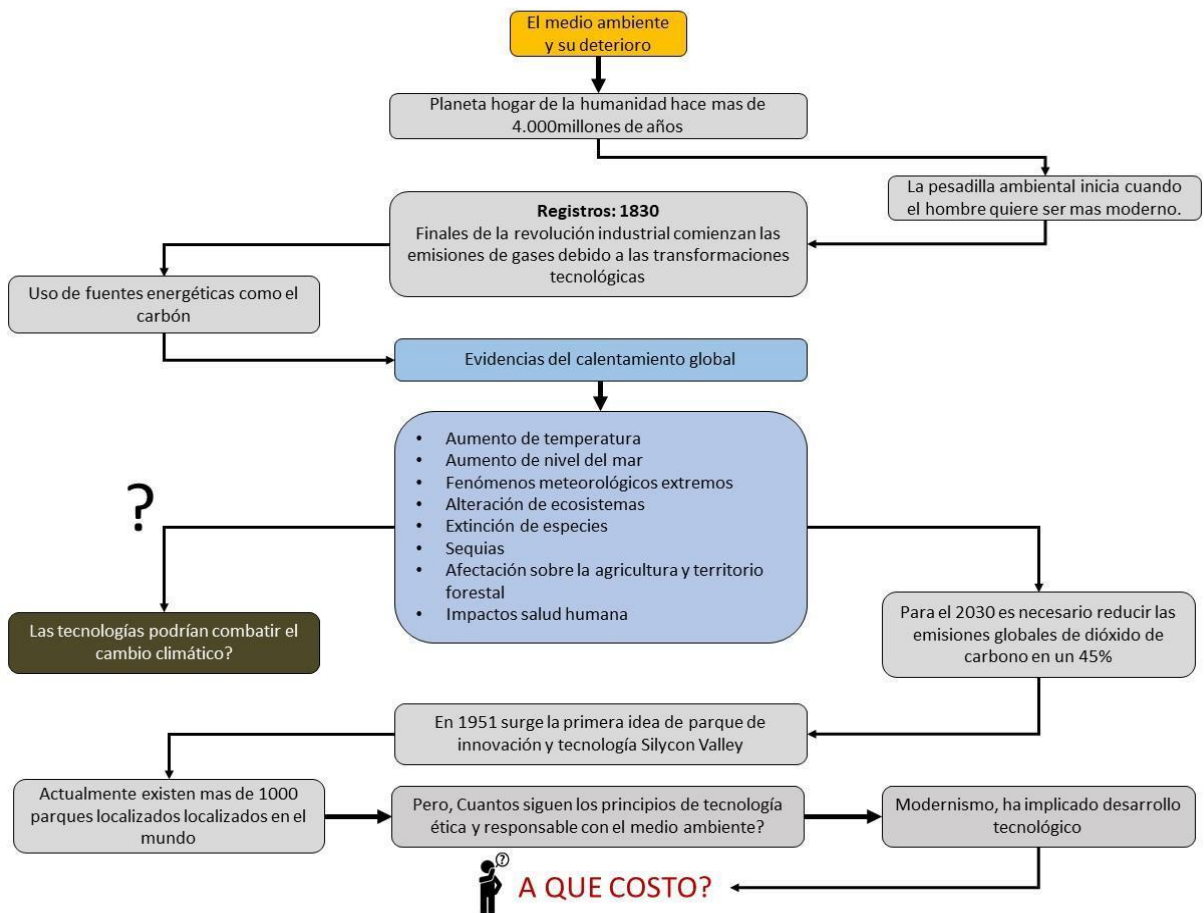 El medio ambiente
y su deterioro
Planeta hogar de la humanidad hace mas de
4.000millones de años
La pesadilla ambiental inicia cuando
el hombre quiere ser mas moderno.
Registros: 1830
Finales de la revolución industrial comienzan las
emisiones de gases debido a las transformaciones
tecnológicas
Uso de fuentes energéticas como el
carbón
Evidencias del calentamiento global
• Aumento de temperatura
• Aumento de nivel del mar
• Fenómenos meteorológicos extremos
• Alteración de ecosistemas
• Extinción de especies
• Sequias
• Afectación sobre la agricultura y territorio
forestal
• Impactos salud humana
?
Las tecnologías podrían combatir el
cambio climático?
Para el 2030 es necesario reducir las
emisiones globales de dióxido de
carbono en un 45%
En 1951 surge la primera idea de parque de
innovación y tecnología Silycon Valley
Actualmente existen mas de 1000
parques localizados localizados en el
mundo
Pero, Cuantos siguen los principios de tecnología
ética y responsable con el medio ambiente?
Modernismo, ha implicado desarrollo
tecnológico
?
A QUE COSTO?